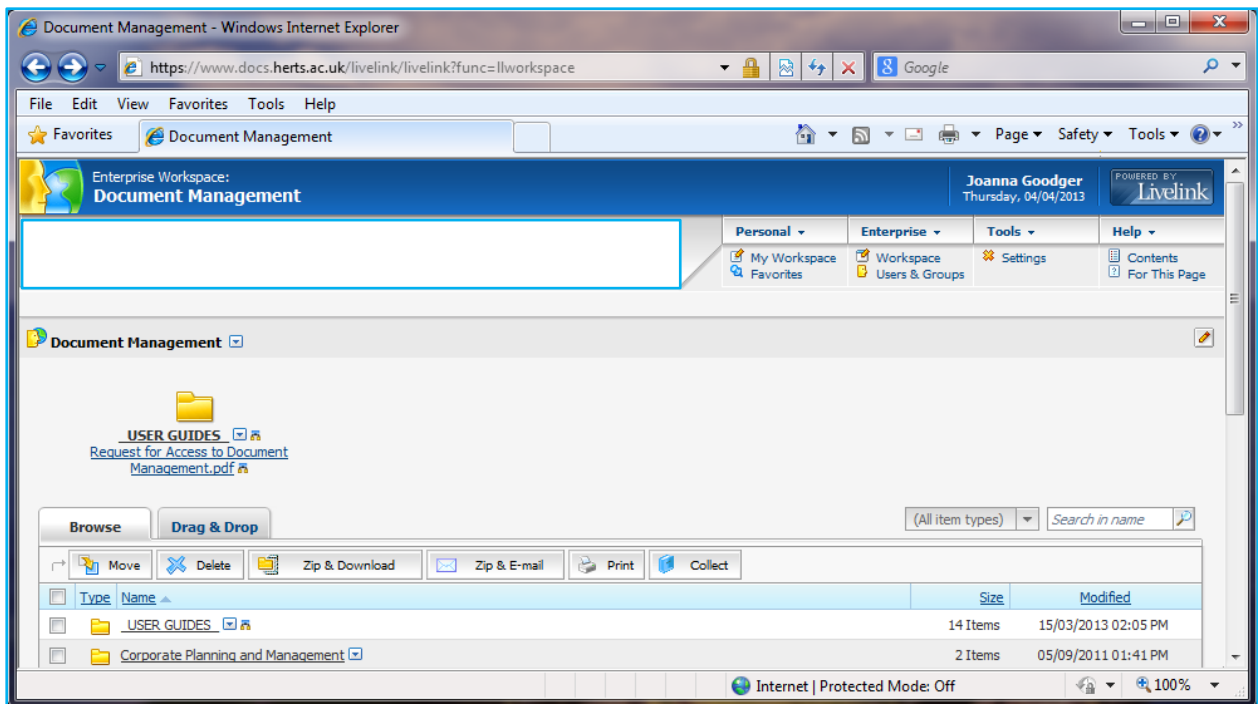 Document Management - Windows Internet Explorer
https://www.docs.herts.ac.uk/livelink/livelink?func=llworkspace
Google
File Edit View Favorites Tools Help
Favorites Document Management Page Safety Tools
Enterprise Workspace:
Document Management
Joanna Goodger
Thursday, 04/04/2013
POWERED BY
Livelink
Personal Enterprise Tools Help
My Workspace Workspace Settings Contents
Favorites Users & Groups For This Page
Document Management
_USER GUIDES_
Request for Access to Document
Management.pdf
Browse Drag & Drop (All item types) Search in name
Move Delete Zip & Download Zip & E-mail Print Collect
Type Name Size Modified
_USER GUIDES_ 14 Items 15/03/2013 02:05 PM
Corporate Planning and Management 2 Items 05/09/2011 01:41 PM
Internet | Protected Mode: Off 100%